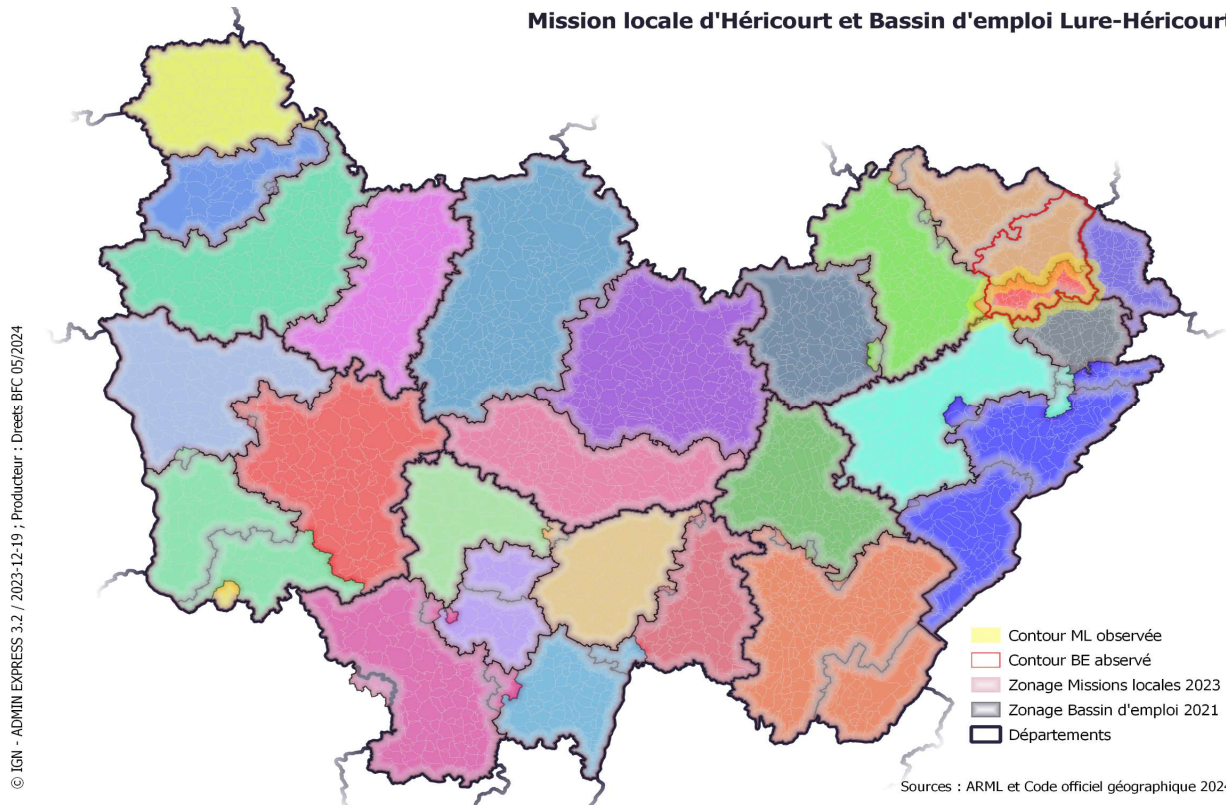 Mission locale d'Héricourt et Bassin d'emploi Lure-Héricourt
Contour ML observée
Contour BE abservé
Zonage Missions locales 2023
Zonage Bassin d'emploi 2021
Départements
Sources : ARML et Code officiel géographique 2024
© IGN - ADMIN EXPRESS 3.2 / 2023-12-19 ; Producteur : Dreets BFC 05/2024